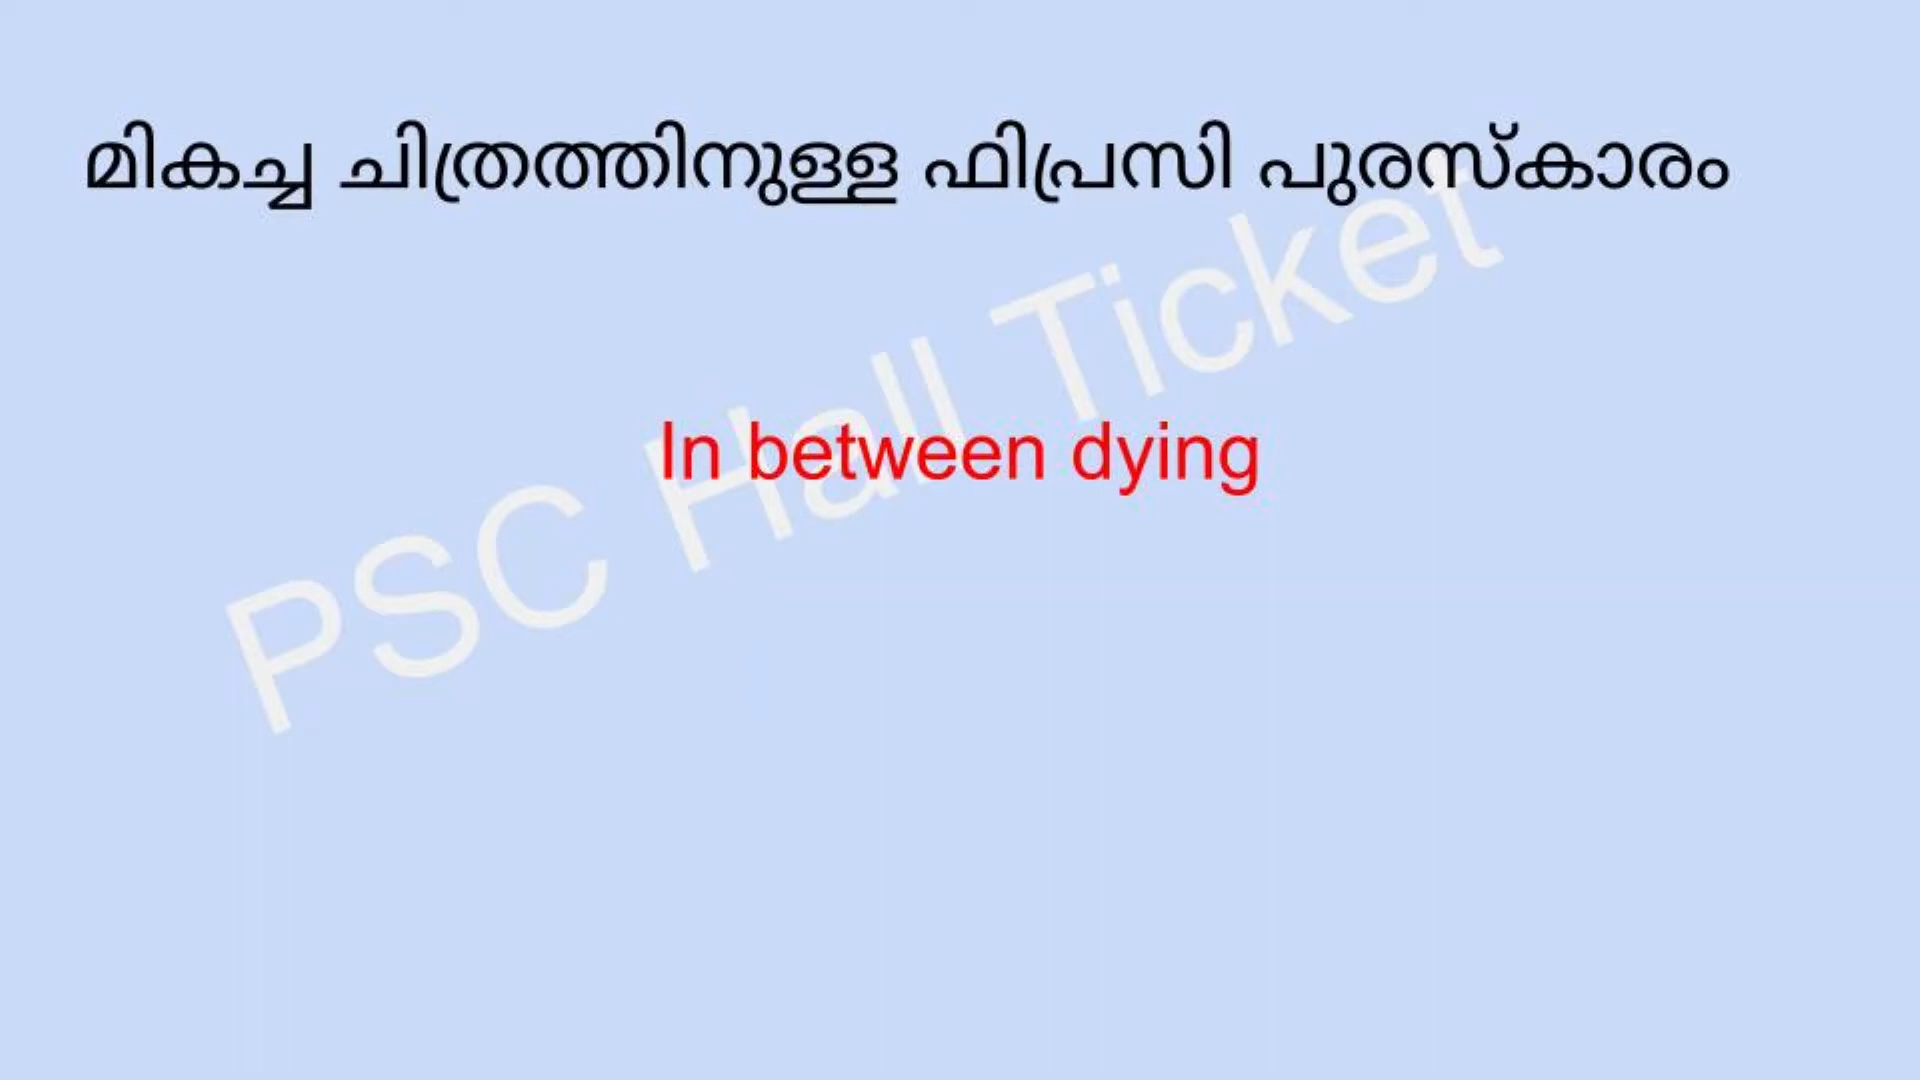 മികച്ച ചിത്രത്തിനുള്ള ഫിപ്രസി പുരസ്കാരം
In between dying
PSC Hall Ticket